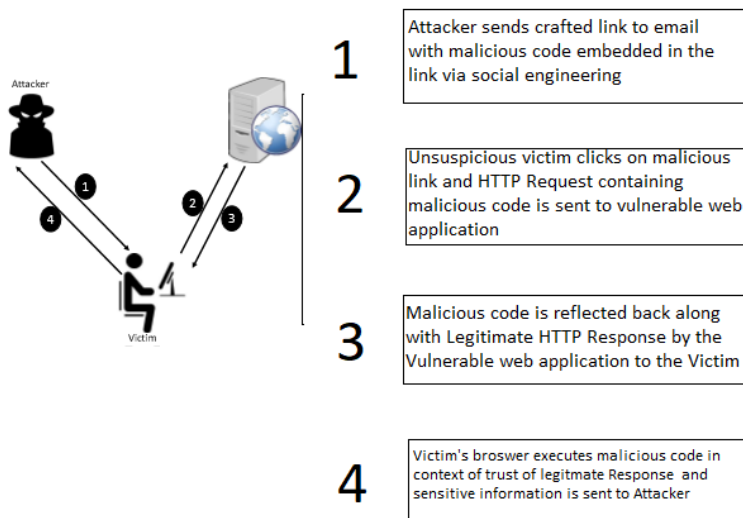 Attacker
1
4
2
3
Victim
1
Attacker sends crafted link to email
with malicious code embedded in the
link via social engineering
2
Unsuspicious victim clicks on malicious
link and HTTP Request containing
malicious code is sent to vulnerable web
application
3
Malicious code is reflected back along
with Legitimate HTTP Response by the
Vulnerable web application to the Victim
4
Victim's broswer executes malicious code in
context of trust of legitmate Response and
sensitive information is sent to Attacker